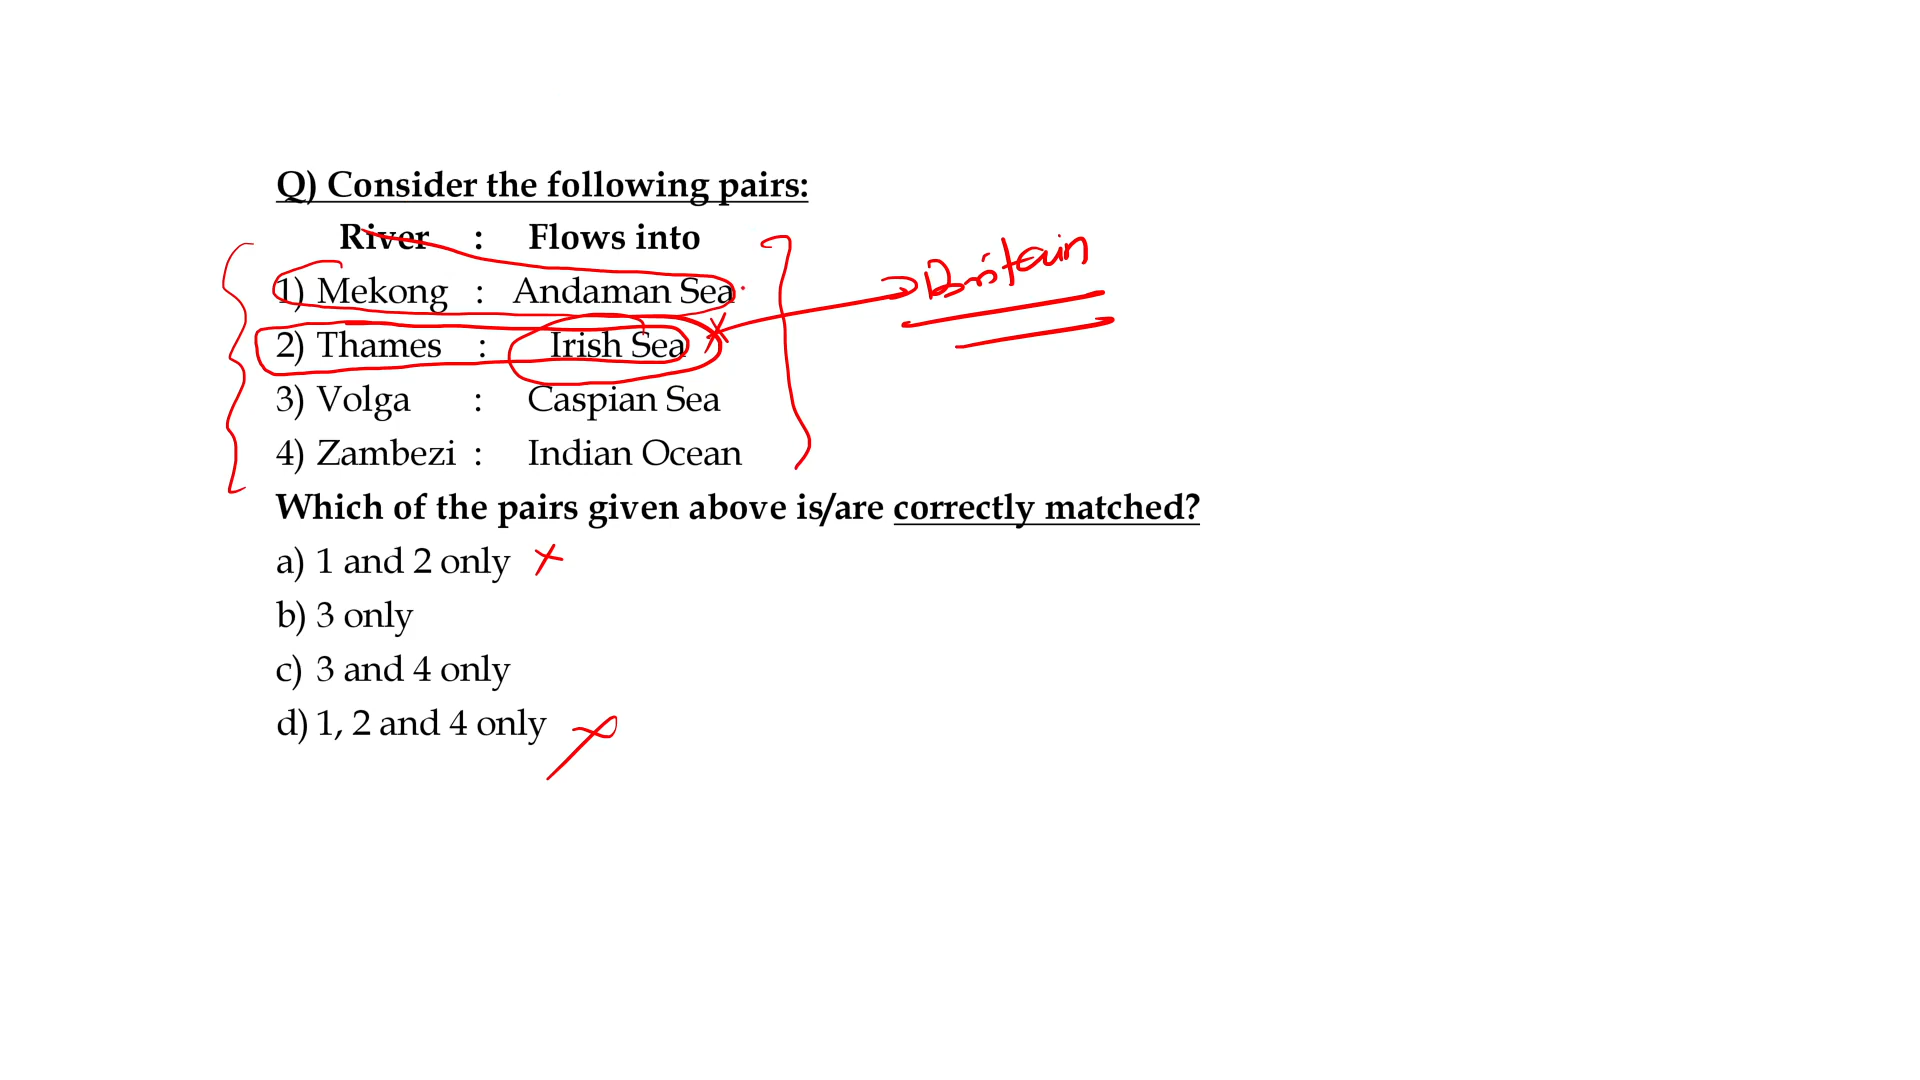 Q) Consider the following pairs:
River : Flows into
1) Mekong : Andaman Sea
2) Thames : Irish Sea
3) Volga : Caspian Sea
4) Zambezi : Indian Ocean
Which of the pairs given above is/are correctly matched?
a) 1 and 2 only
b) 3 only
c) 3 and 4 only
d) 1, 2 and 4 only
Britain